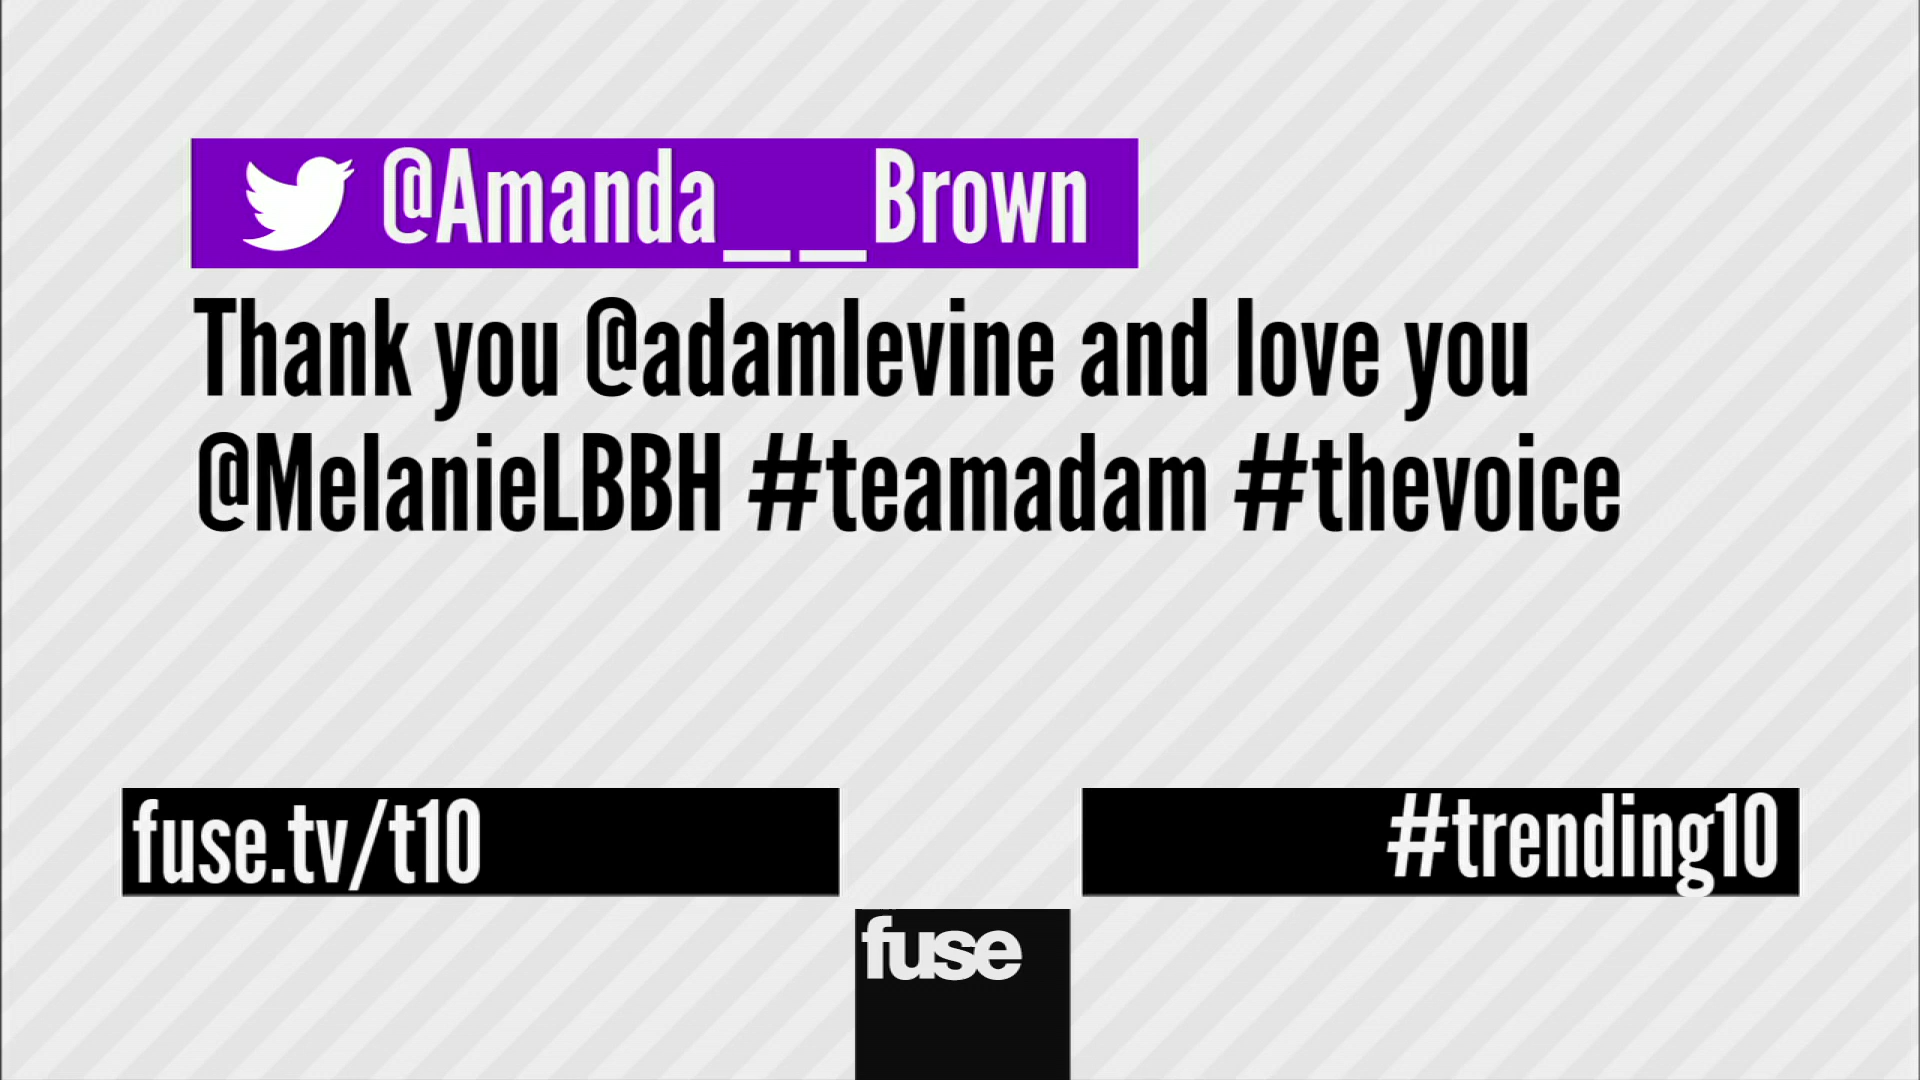 @Amanda__Brown
Thank you @adamlevine and love you
@MelanieLBBH #teamadam #thevoice
fuse.tv/t10
#trending10
fuse